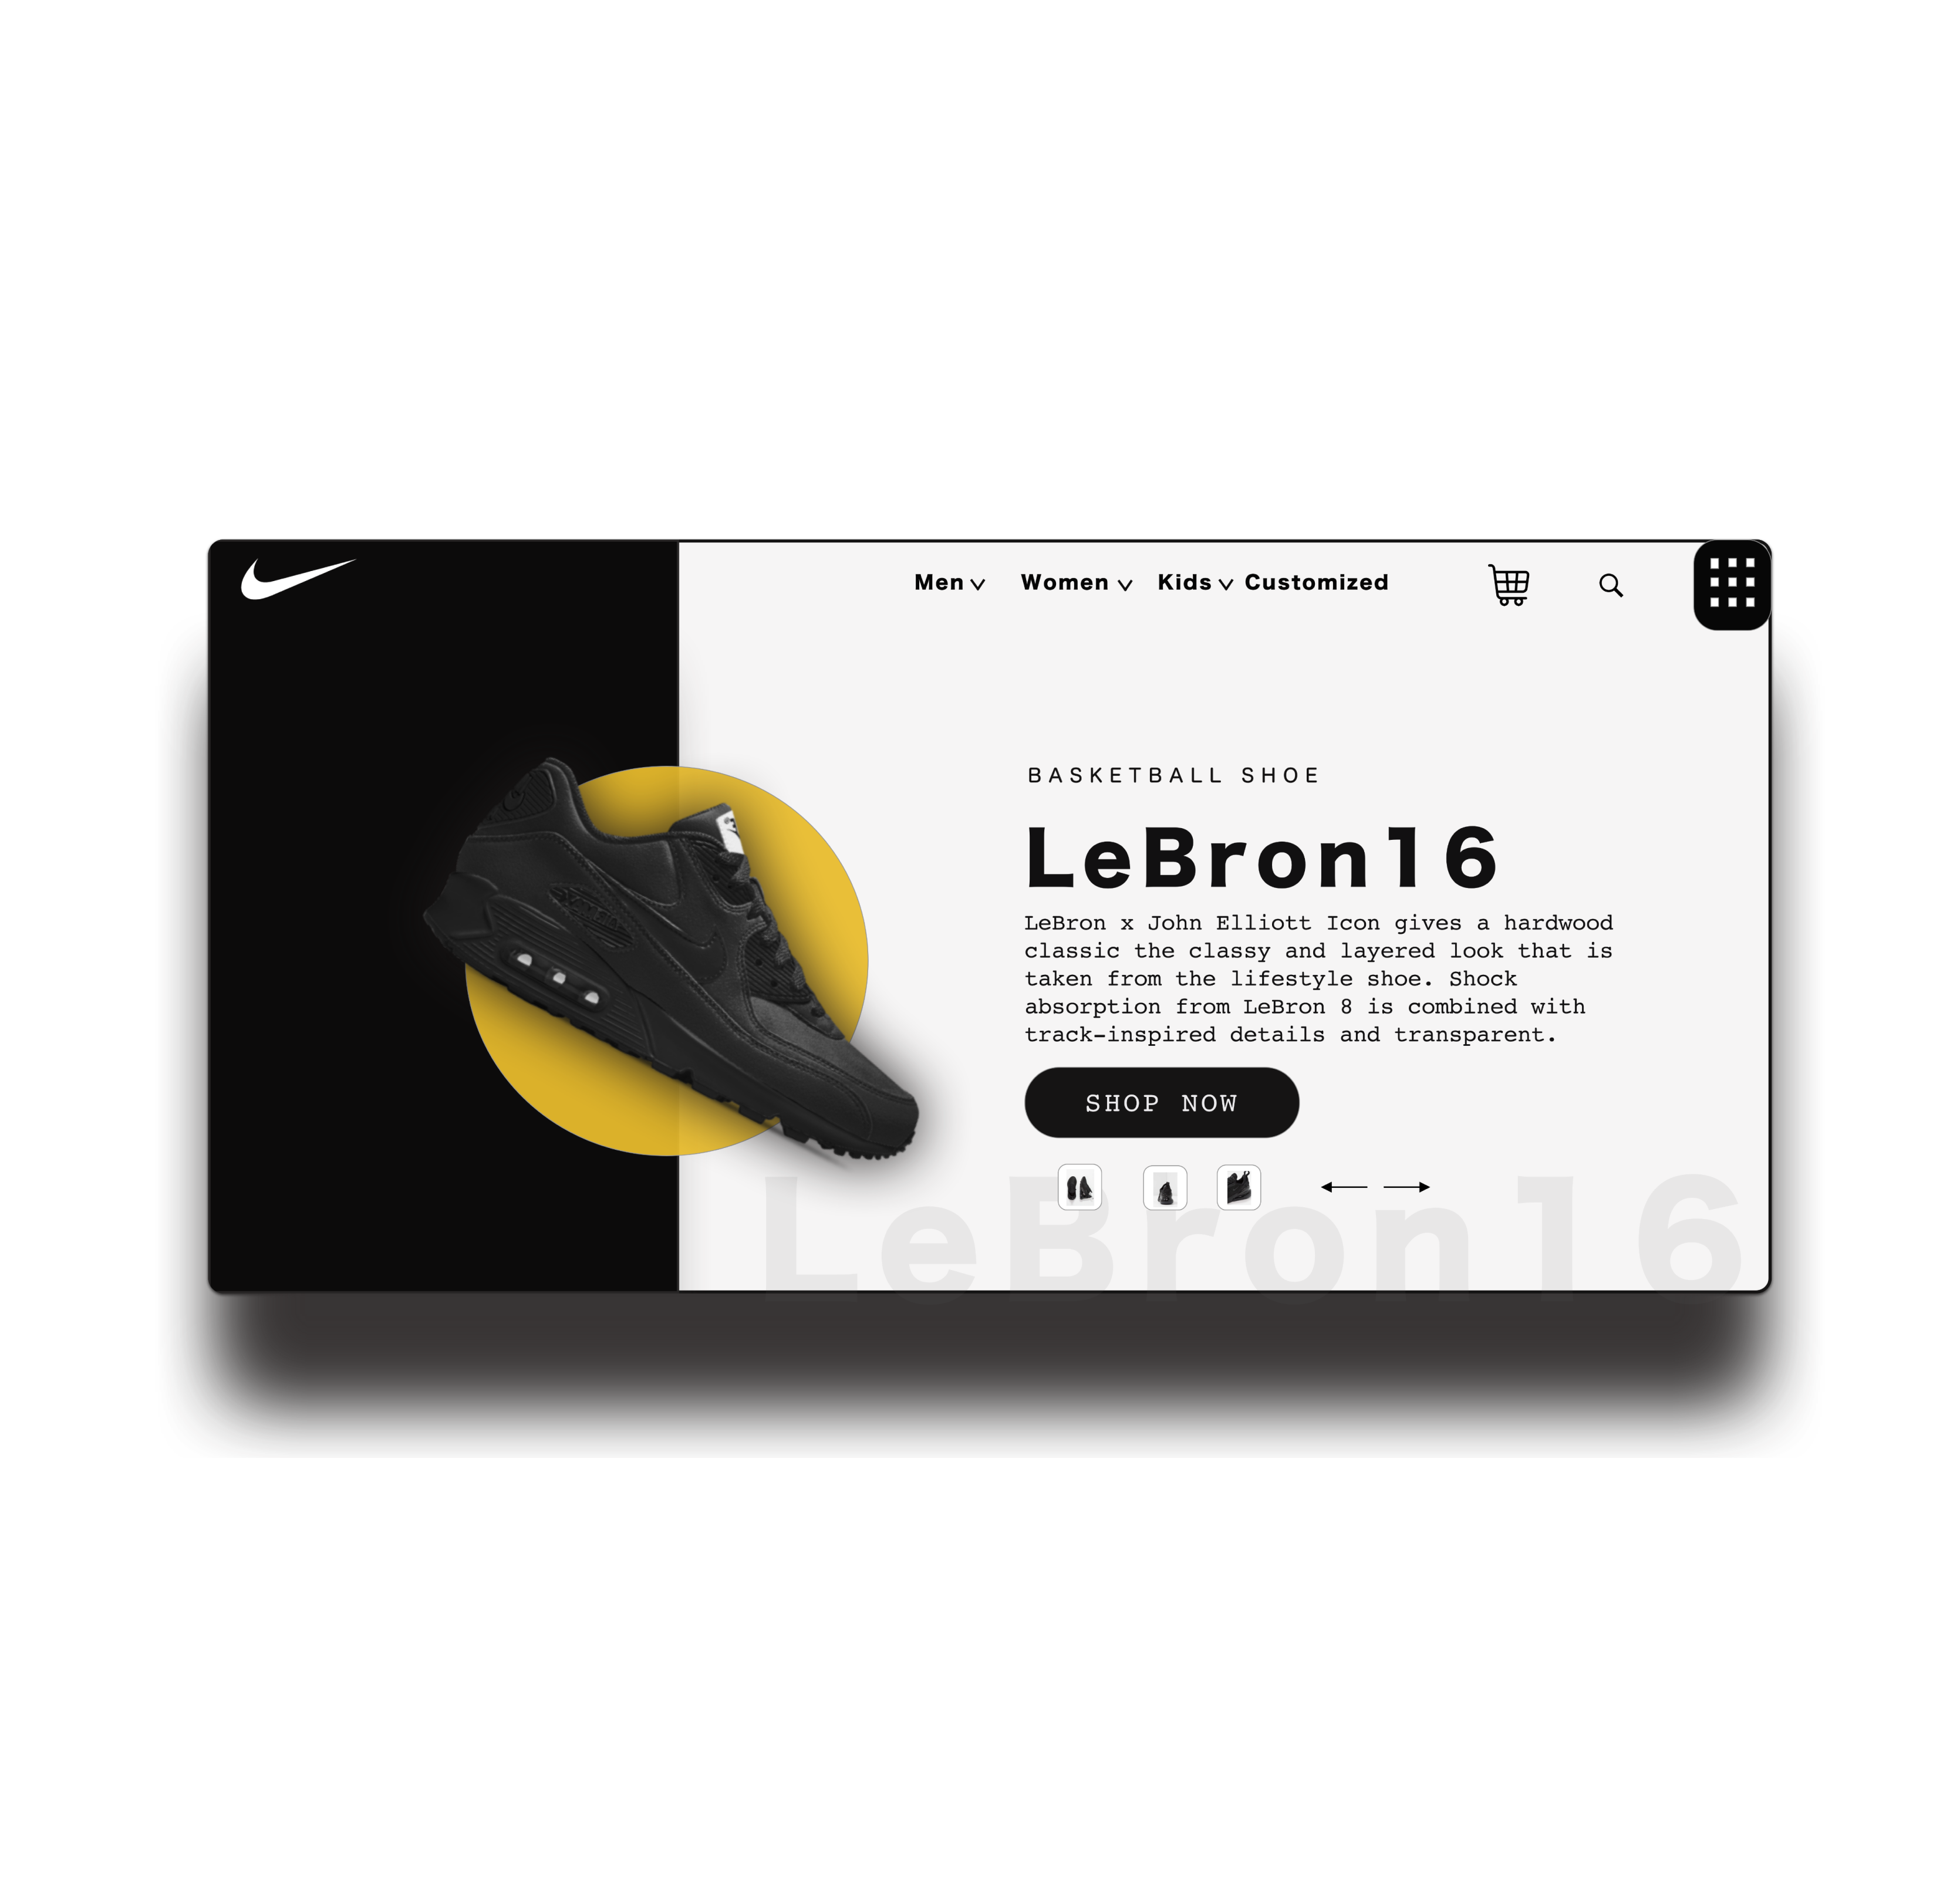 Men Women Kids Customized
BASKETBALL SHOE
LeBron16
LeBron x John Elliott Icon gives a hardwood
classic the classy and layered look that is
taken from the lifestyle shoe. Shock
absorption from LeBron 8 is combined with
track-inspired details and transparent.
SHOP NOW
LeBron16